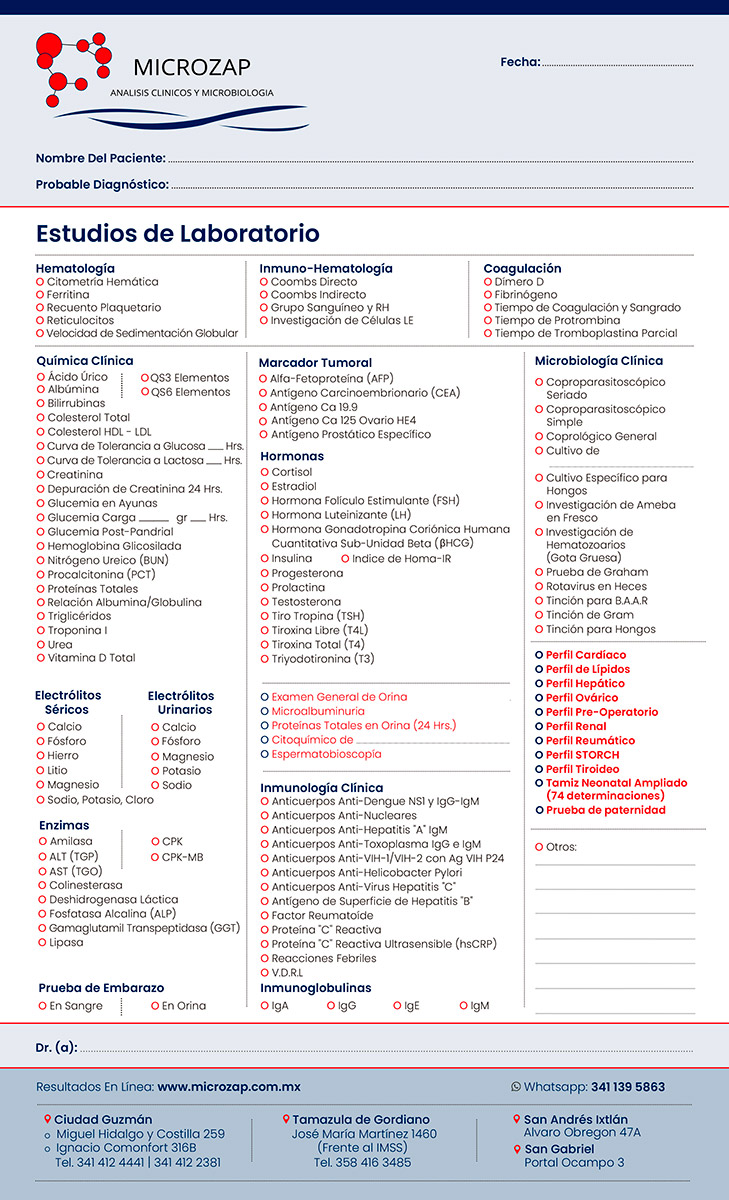 MICROZAP
ANALISIS CLINICOS Y MICROBIOLOGIA
Fecha:
Nombre Del Paciente:
Probable Diagnóstico:
Estudios de Laboratorio
Hematología
Citometría Hemática
Ferritina
Recuento Plaquetario
Reticulocitos
Velocidad de Sedimentación Globular
Inmuno-Hematología
Coombs Directo
Coombs Indirecto
Grupo Sanguíneo y RH
Investigación de Células LE
Coagulación
Dimero D
Fibrinógeno
Tiempo de Coagulación y Sangrado
Tiempo de Protrombina
Tiempo de Tromboplastina Parcial
Química Clínica
Ácido Úrico
Albúmina
QS3 Elementos
QS6 Elementos
Bilirrubinas
Colesterol Total
Colesterol HDL - LDL
Curva de Tolerancia a Glucosa ___ Hrs.
Curva de Tolerancia a Lactosa ___ Hrs.
Creatinina
Depuración de Creatinina 24 Hrs.
Glucemia en Ayunas
Glucemia Carga _____ gr ___ Hrs.
Glucemia Post-Pandrial
Hemoglobina Glicosilada
Nitrógeno Ureico (BUN)
Procalcitonina (PCT)
Proteínas Totales
Relación Albumina/Globulina
Triglicéridos
Troponina I
Urea
Vitamina D Total
Electrólitos
Séricos
Calcio
Fósforo
Hierro
Litio
Magnesio
Sodio, Potasio, Cloro
Electrólitos
Urinarios
Calcio
Fósforo
Magnesio
Potasio
Sodio
Enzimas
Amilasa
ALT (TGP)
AST (TGO)
CPK
CPK-MB
Colinesterasa
Deshidrogenasa Láctica
Fosfatasa Alcalina (ALP)
Gamaglutamil Transpeptidasa (GGT)
Lipasa
Prueba de Embarazo
En Sangre
En Orina
Marcador Tumoral
Alfa-Fetoproteína (AFP)
Antígeno Carcinoembrionario (CEA)
Antígeno Ca 19.9
Antígeno Ca 125 Ovario HE4
Antígeno Prostático Específico
Hormonas
Cortisol
Estradiol
Hormona Folículo Estimulante (FSH)
Hormona Luteinizante (LH)
Hormona Gonadotropina Coriónica Humana
Cuantitativa Sub-Unidad Beta (βHCG)
Insulina
Indice de Homa-IR
Progesterona
Prolactina
Testosterona
Tiro Tropina (TSH)
Tiroxina Libre (T4L)
Tiroxina Total (T4)
Triyodotironina (T3)
Examen General de Orina
Microalbuminuria
Proteínas Totales en Orina (24 Hrs.)
Citoquímico de
Espermatobioscopía
Inmunología Clínica
Anticuerpos Anti-Dengue NS1 y IgG-IgM
Anticuerpos Anti-Nucleares
Anticuerpos Anti-Hepatitis "A" IgM
Anticuerpos Anti-Toxoplasma IgG e IgM
Anticuerpos Anti-VIH-1/VIH-2 con Ag VIH P24
Anticuerpos Anti-Helicobacter Pylori
Anticuerpos Anti-Virus Hepatitis "C"
Antígeno de Superficie de Hepatitis "B"
Factor Reumatoíde
Proteína "C" Reactiva
Proteína "C" Reactiva Ultrasensible (hsCRP)
Reacciones Febriles
V.D.R.L
Inmunoglobulinas
IgA
IgG
IgE
IgM
Microbiología Clínica
Coproparasitoscópico
Seriado
Coproparasitoscópico
Simple
Coprológico General
Cultivo de
Cultivo Específico para
Hongos
Investigación de Ameba
en Fresco
Investigación de
Hematozoarios
(Gota Gruesa)
Prueba de Graham
Rotavirus en Heces
Tinción para B.A.A.R
Tinción de Gram
Tinción para Hongos
Perfil Cardíaco
Perfil de Lípidos
Perfil Hepático
Perfil Ovárico
Perfil Pre-Operatorio
Perfil Renal
Perfil Reumático
Perfil STORCH
Perfil Tiroideo
Tamiz Neonatal Ampliado
(74 determinaciones)
Prueba de paternidad
Otros:
Dr. (a):
Resultados En Línea: www.microzap.com.mx
Whatsapp: 341 139 5863
Ciudad Guzmán
Miguel Hidalgo y Costilla 259
Ignacio Comonfort 316B
Tel. 341 412 4441 | 341 412 2381
Tamazula de Gordiano
José María Martínez 1460
(Frente al IMSS)
Tel. 358 416 3485
San Andrés Ixtlán
Alvaro Obregon 47A
San Gabriel
Portal Ocampo 3